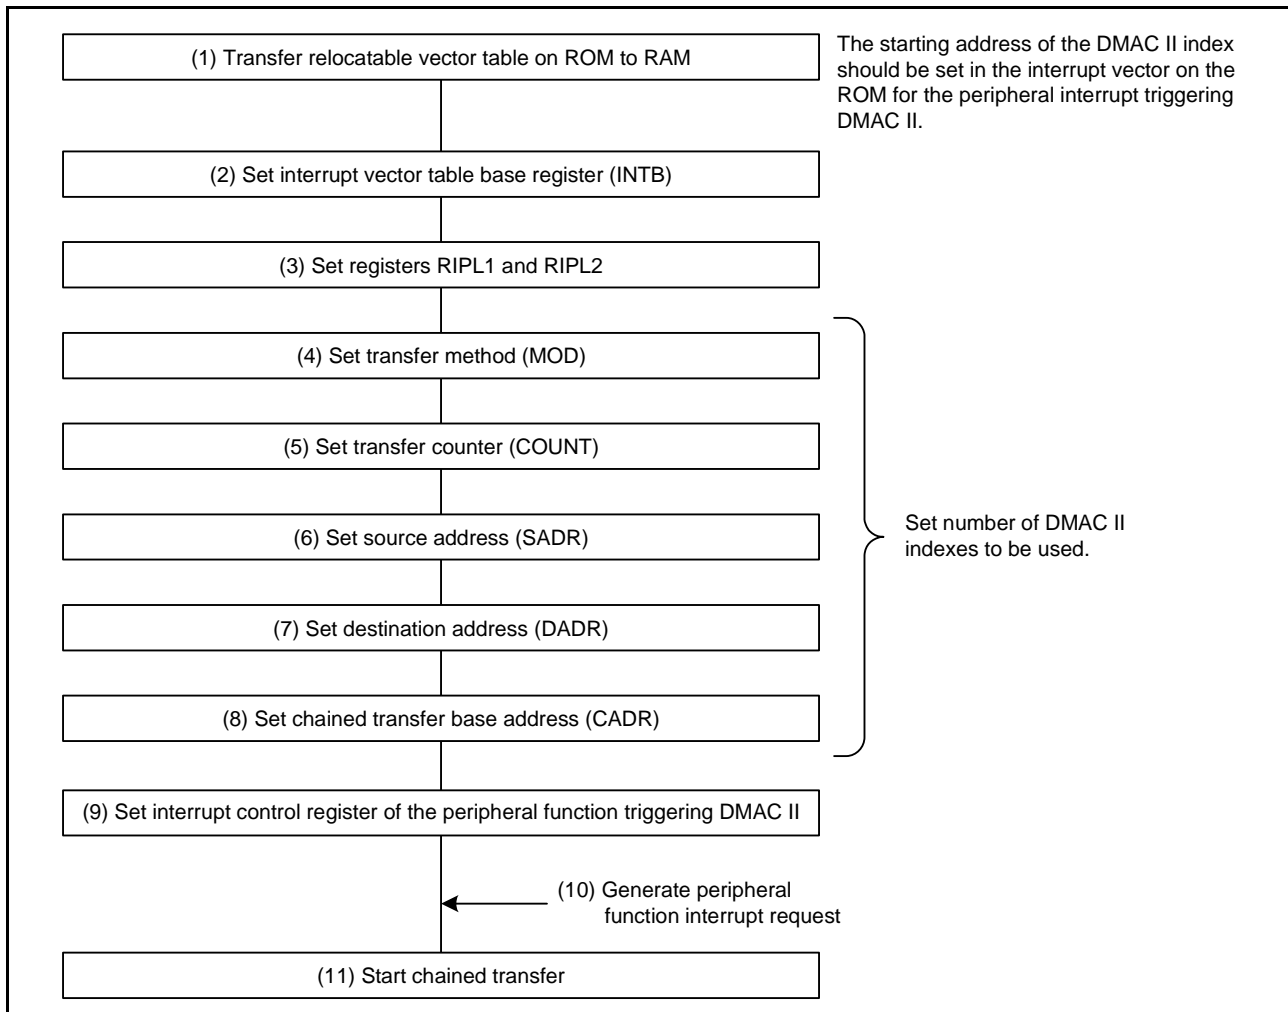 (1) Transfer relocatable vector table on ROM to RAM
The starting address of the DMAC II index
should be set in the interrupt vector on the
ROM for the peripheral interrupt triggering
DMAC II.
(2) Set interrupt vector table base register (INTB)
(3) Set registers RIPL1 and RIPL2
(4) Set transfer method (MOD)
(5) Set transfer counter (COUNT)
(6) Set source address (SADR)
Set number of DMAC II
indexes to be used.
(7) Set destination address (DADR)
(8) Set chained transfer base address (CADR)
(9) Set interrupt control register of the peripheral function triggering DMAC II
(10) Generate peripheral
function interrupt request
(11) Start chained transfer